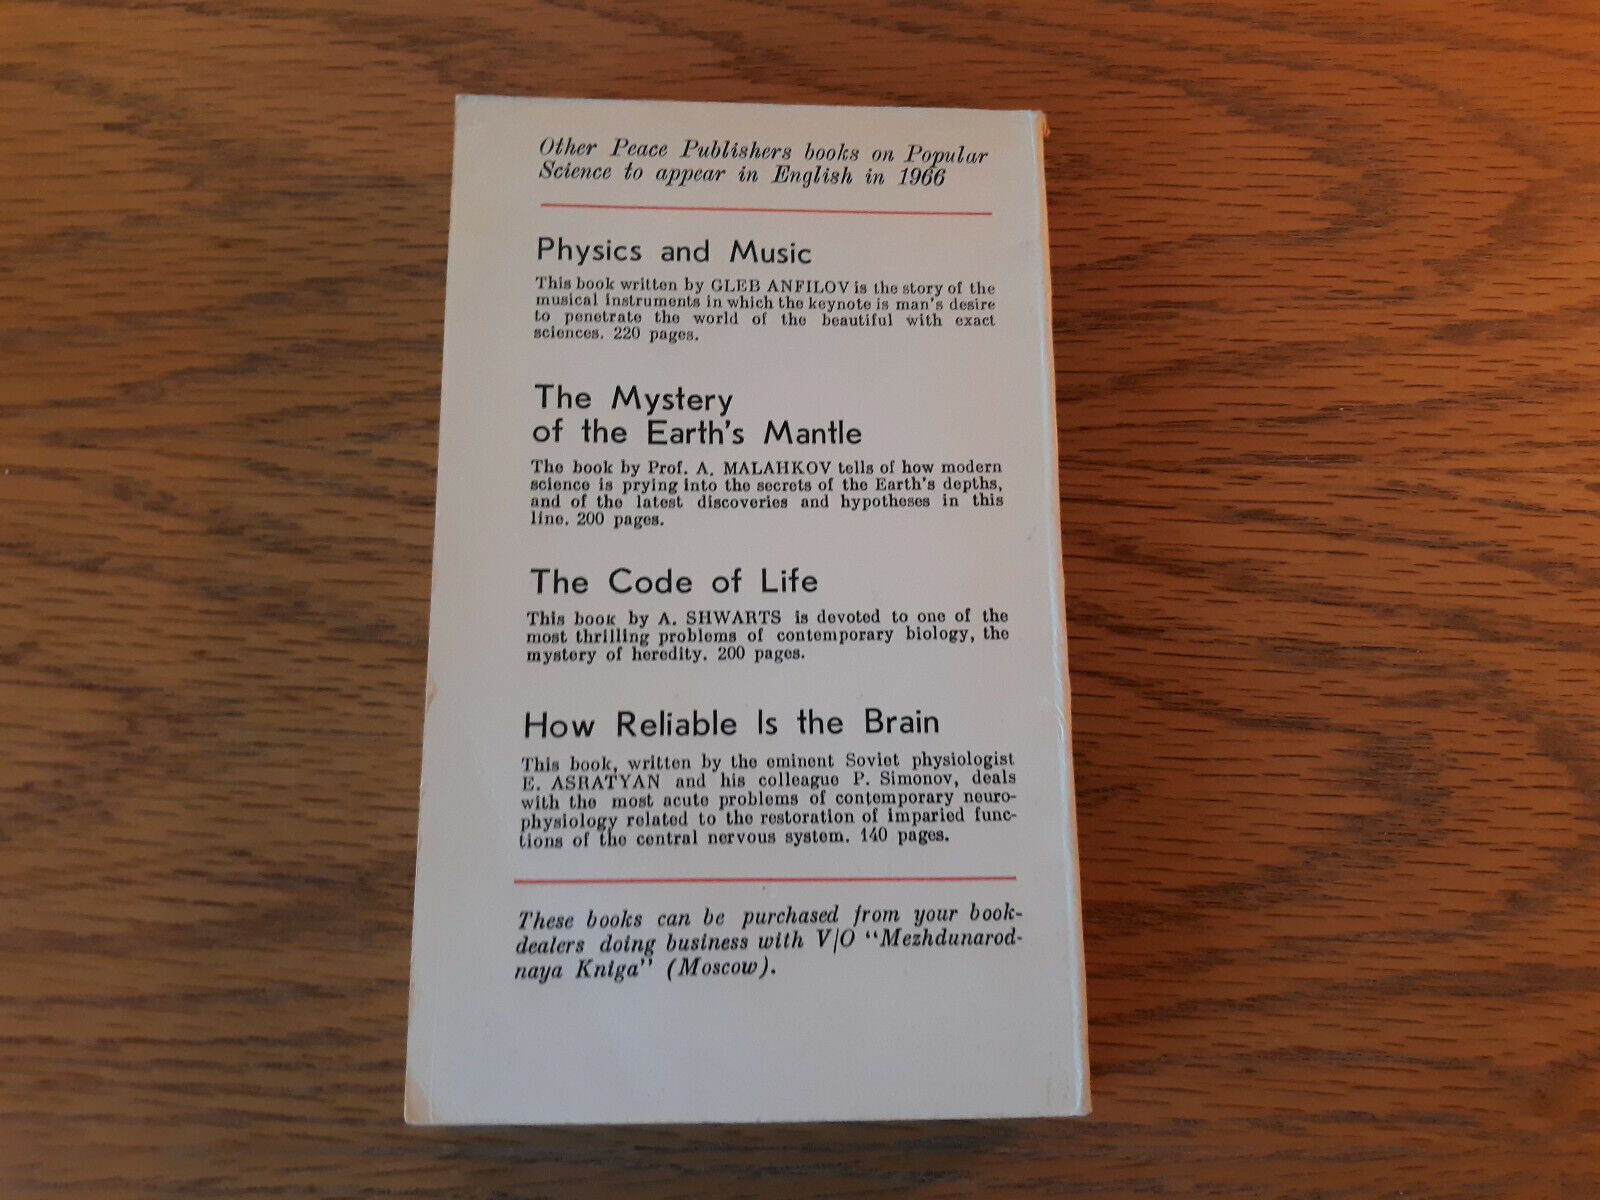 Other Peace Publishers books on Popular
Science to appear in English in 1966
Physics and Music
This book written by GLEB ANFILOV is the story of the
musical instruments in which the keynote is man's desire
to penetrate the world of the beautiful with exact
sciences. 220 pages.
The Mystery
of the Earth's Mantle
The book by Prof. A. MALAHKOV tells of how modern
science is prying into the secrets of the Earth's depths,
and of the latest discoveries and hypotheses in this
line. 200 pages.
The Code of Life
This book by A. SHWARTS is devoted to one of the
most thrilling problems of contemporary biology, the
mystery of heredity. 200 pages.
How Reliable Is the Brain
This book, written by the eminent Soviet physiologist
E. ASRATYAN and his colleague P. Simonov, deals
with the most acute problems of contemporary neuro-
physiology related to the restoration of imparied func-
tions of the central nervous system. 140 pages.
These books can be purchased from your book-
dealers doing business with V/O "Mezhdunarod-
naya Kniga" (Moscow).